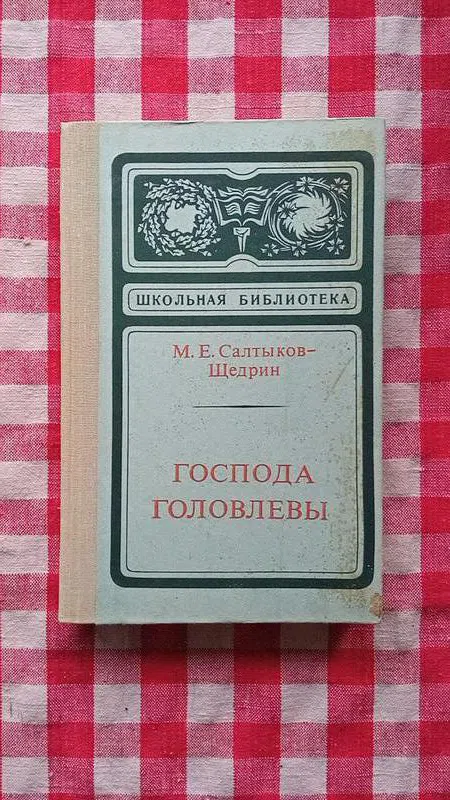 ШКОЛЬНАЯ БИБЛИОТЕКА
М. Е. Салтыков–
Щедрин
ГОСПОДА
ГОЛОВЛЕВЫ